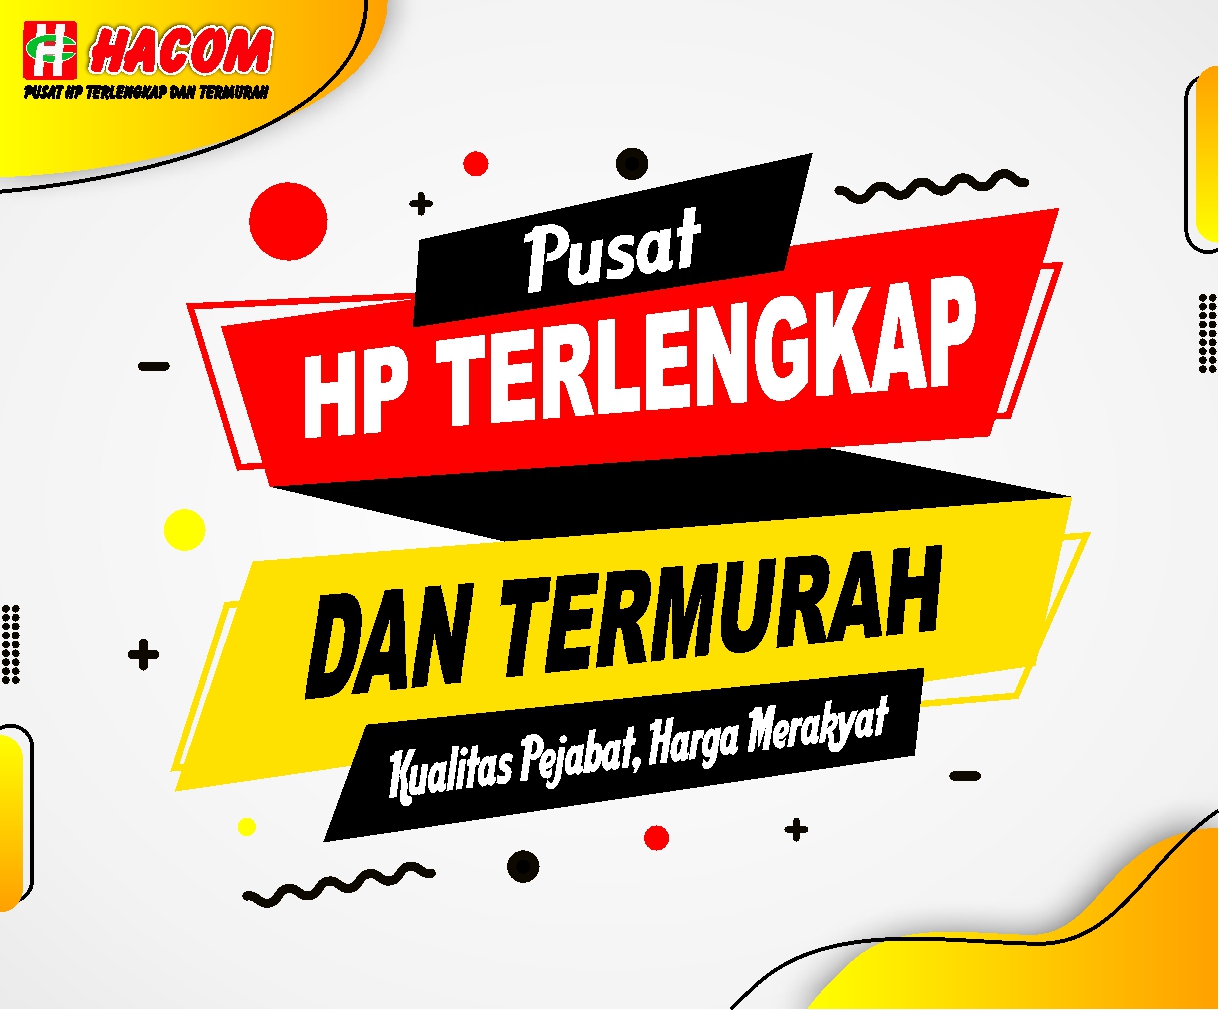 HACOM
PUSAT HP TERLENGKAP DAN TERMURAH
Pusat
HP TERLENGKAP
DAN TERMURAH
Kualitas Pejabat, Harga Merakyat